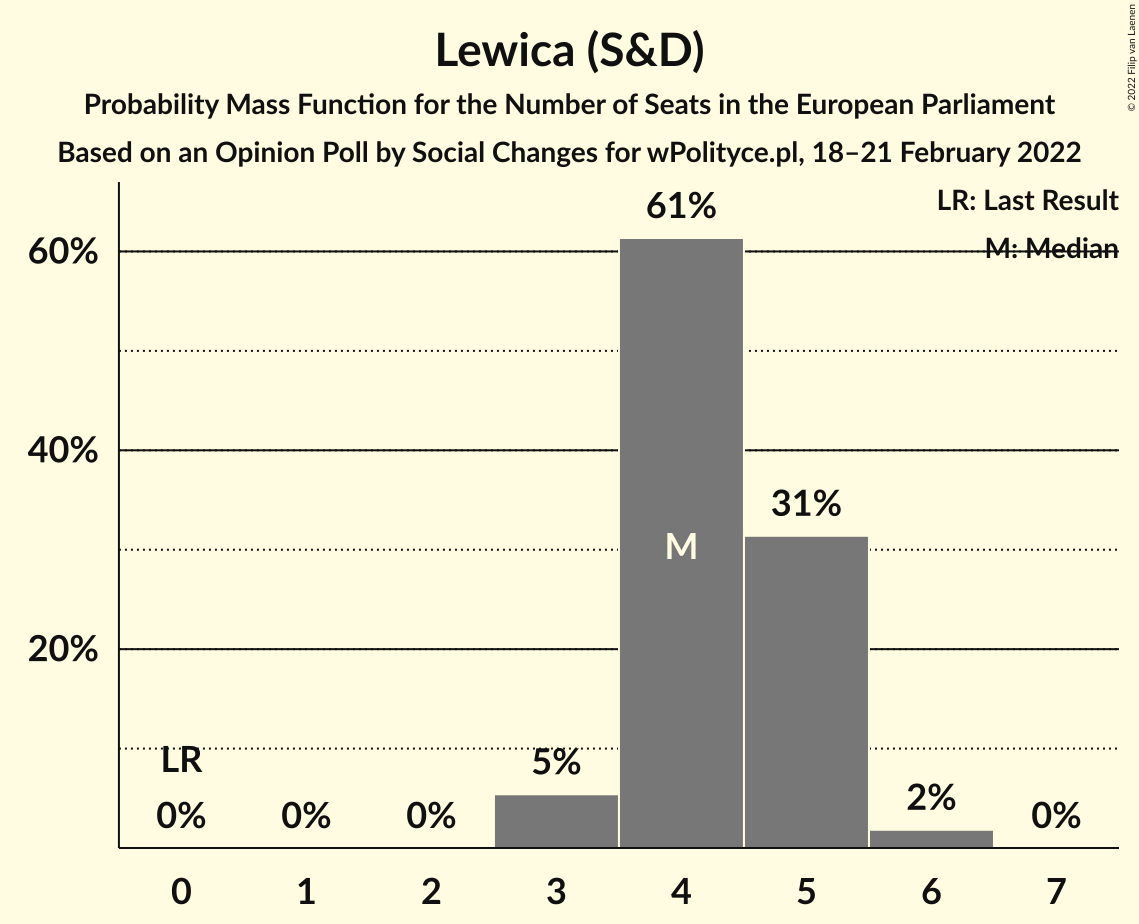 Lewica (S&D)
Probability Mass Function for the Number of Seats in the European Parliament
Based on an Opinion Poll by Social Changes for wPolityce.pl, 18–21 February 2022
© 2022 Filip van Laenen
LR: Last Result
M: Median
60%
40%
20%
61%
31%
M
LR
5%
2%
0%
0%
0%
0%
0 1 2 3 4 5 6 7